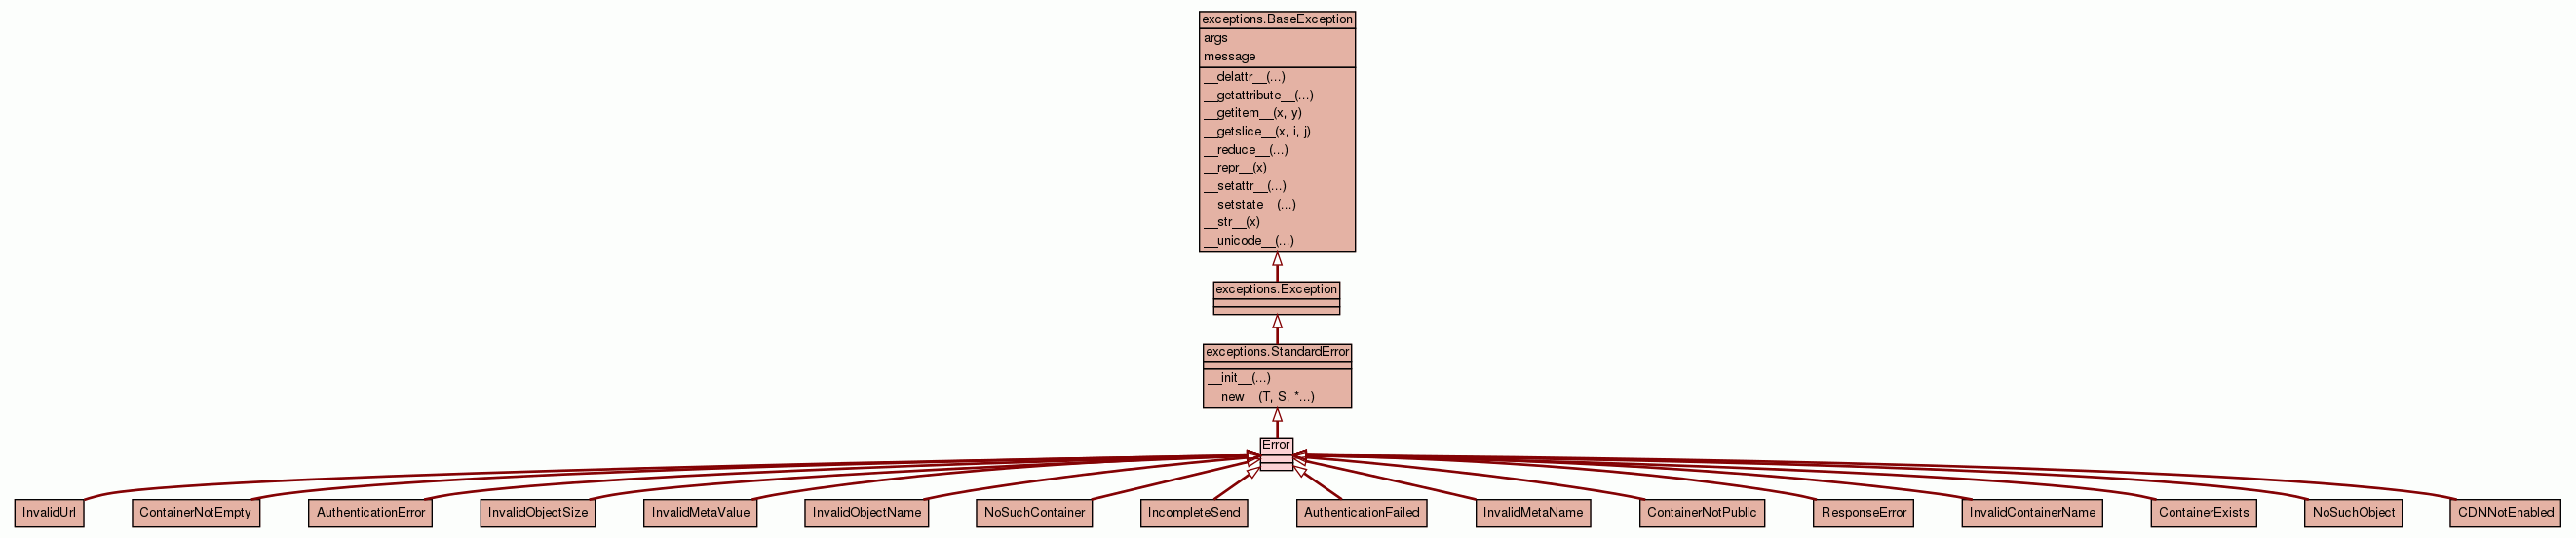 exceptions.BaseException
args
message
__delattr__(...)
__getattribute__(...)
__getitem__(x, y)
__getslice__(x, i, j)
__reduce__(...)
__repr__(x)
__setattr__(...)
__setstate__(...)
__str__(x)
__unicode__(...)
exceptions.Exception
exceptions.StandardError
__init__(...)
__new__(T, S, *...)
Error
InvalidUrl
ContainerNotEmpty
AuthenticationError
InvalidObjectSize
InvalidMetaValue
InvalidObjectName
NoSuchContainer
IncompleteSend
AuthenticationFailed
InvalidMetaName
ContainerNotPublic
ResponseError
InvalidContainerName
ContainerExists
NoSuchObject
CDNNotEnabled